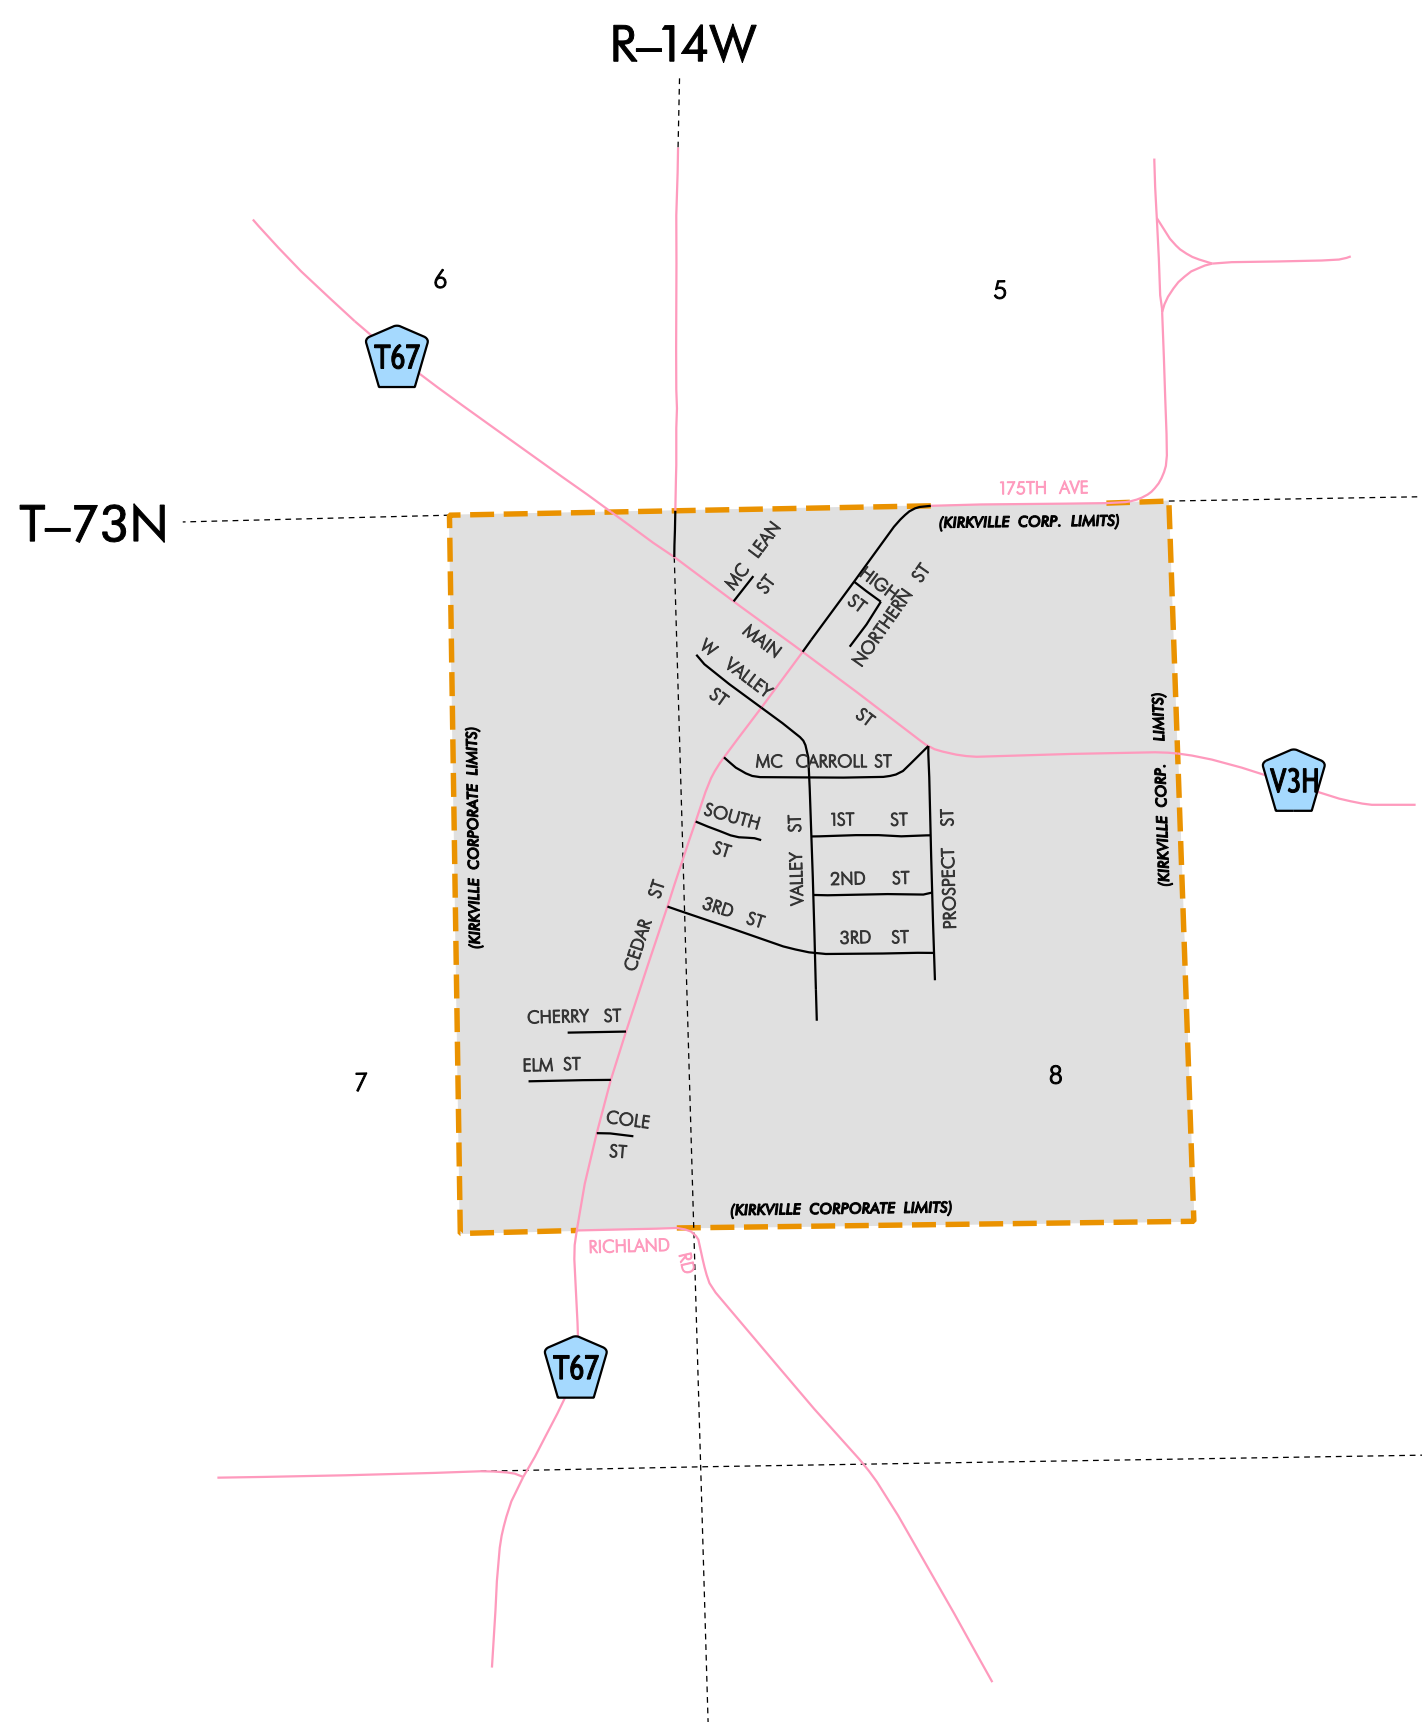 R–14W
6
5
T67
175TH AVE
T–73N
(KIRKVILLE CORP. LIMITS)
MC LEAN
ST
HIGH
ST
NORTHERN ST
MAIN
ST
W VALLEY
ST
(KIRKVILLE CORP. LIMITS)
(KIRKVILLE CORPORATE LIMITS)
MC CARROLL ST
V3H
SOUTH
ST
VALLEY ST
1ST ST
PROSPECT ST
2ND ST
CEDAR ST
3RD ST
3RD ST
CHERRY ST
ELM ST
7
8
COLE
ST
(KIRKVILLE CORPORATE LIMITS)
RICHLAND
RD
T67